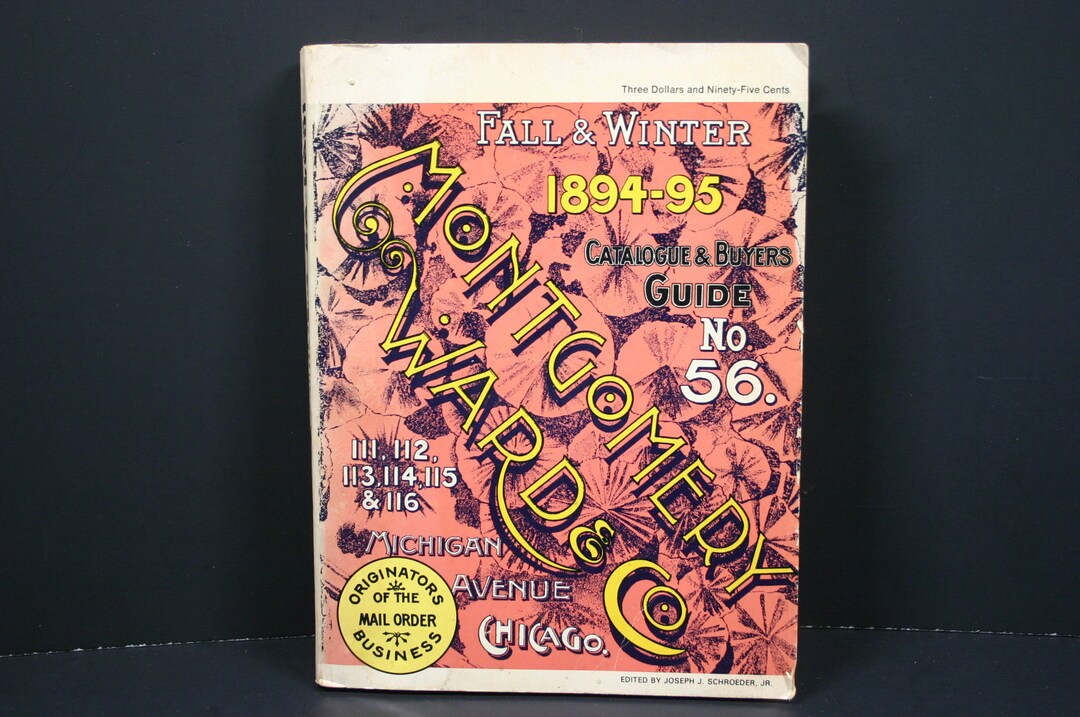 Three Dollars and Ninety-Five Cents
FALL & WINTER
1894-95
CATALOGUE & BUYERS
GUIDE
No.
56.
MONTGOMERY
WARD & CO
111, 112,
113, 114, 115
& 116
MICHIGAN
AVENUE
CHICAGO.
ORIGINATORS
OF THE
MAIL ORDER
BUSINESS
EDITED BY JOSEPH J. SCHROEDER, JR.